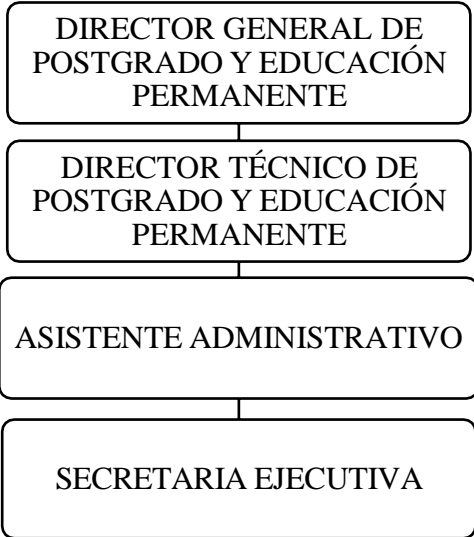 DIRECTOR GENERAL DE
POSTGRADO Y EDUCACIÓN
PERMANENTE
DIRECTOR TÉCNICO DE
POSTGRADO Y EDUCACIÓN
PERMANENTE
ASISTENTE ADMINISTRATIVO
SECRETARIA EJECUTIVA